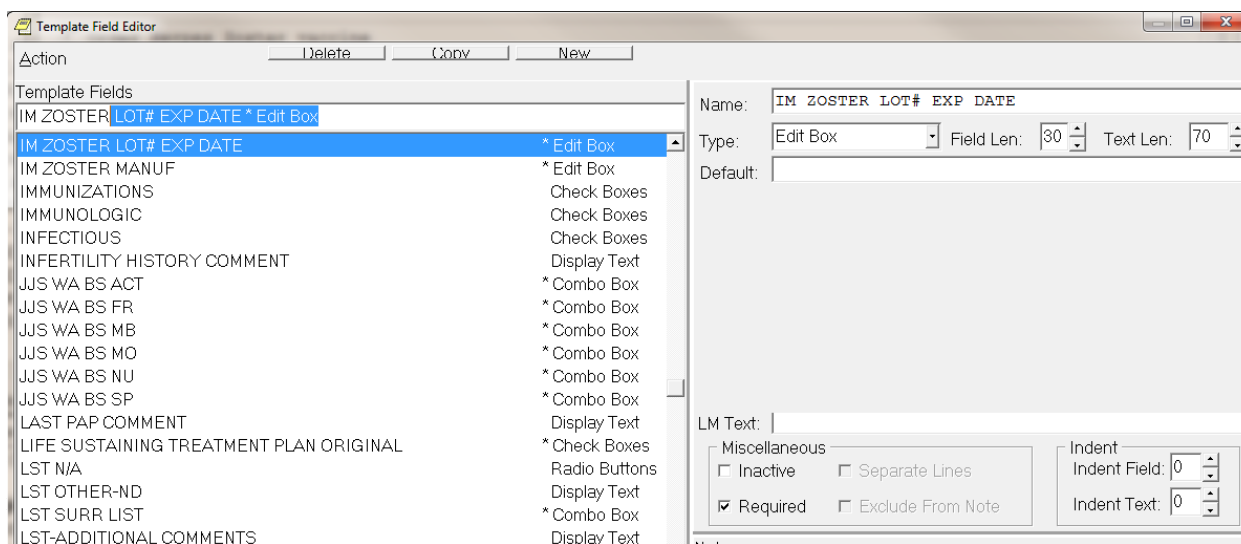 Template Field Editor
Action Delete Copy New
Template Fields
IM ZOSTER LOT# EXP DATE * Edit Box
IM ZOSTER LOT# EXP DATE * Edit Box
IM ZOSTER MANUF * Edit Box
IMMUNIZATIONS Check Boxes
IMMUNOLOGIC Check Boxes
INFECTIOUS Check Boxes
INFERTILITY HISTORY COMMENT Display Text
JJS WA BS ACT * Combo Box
JJS WA BS FR * Combo Box
JJS WA BS MB * Combo Box
JJS WA BS MO * Combo Box
JJS WA BS NU * Combo Box
JJS WA BS SP * Combo Box
LAST PAP COMMENT Display Text
LIFE SUSTAINING TREATMENT PLAN ORIGINAL * Check Boxes
LST N/A Radio Buttons
LST OTHER-ND Display Text
LST SURR LIST * Combo Box
LST-ADDITIONAL COMMENTS Display Text
Name: IM ZOSTER LOT# EXP DATE
Type: Edit Box Field Len: 30 Text Len: 70
Default:
LM Text:
Miscellaneous
Inactive Separate Lines
Required Exclude From Note
Indent
Indent Field: 0
Indent Text: 0